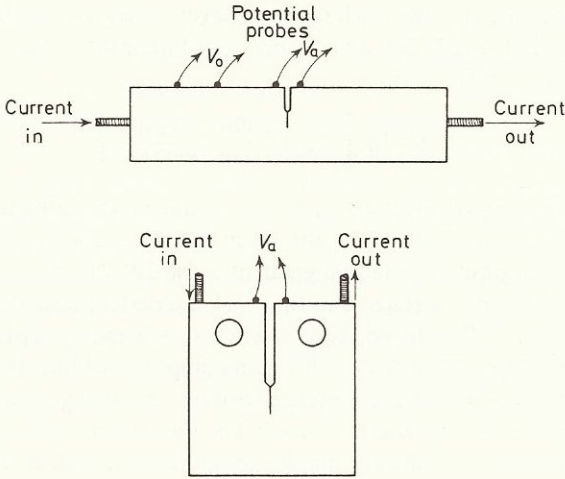 Potential
probes
V₀
Vₐ
Current
in
Current
out
Current
in
Vₐ
Current
out